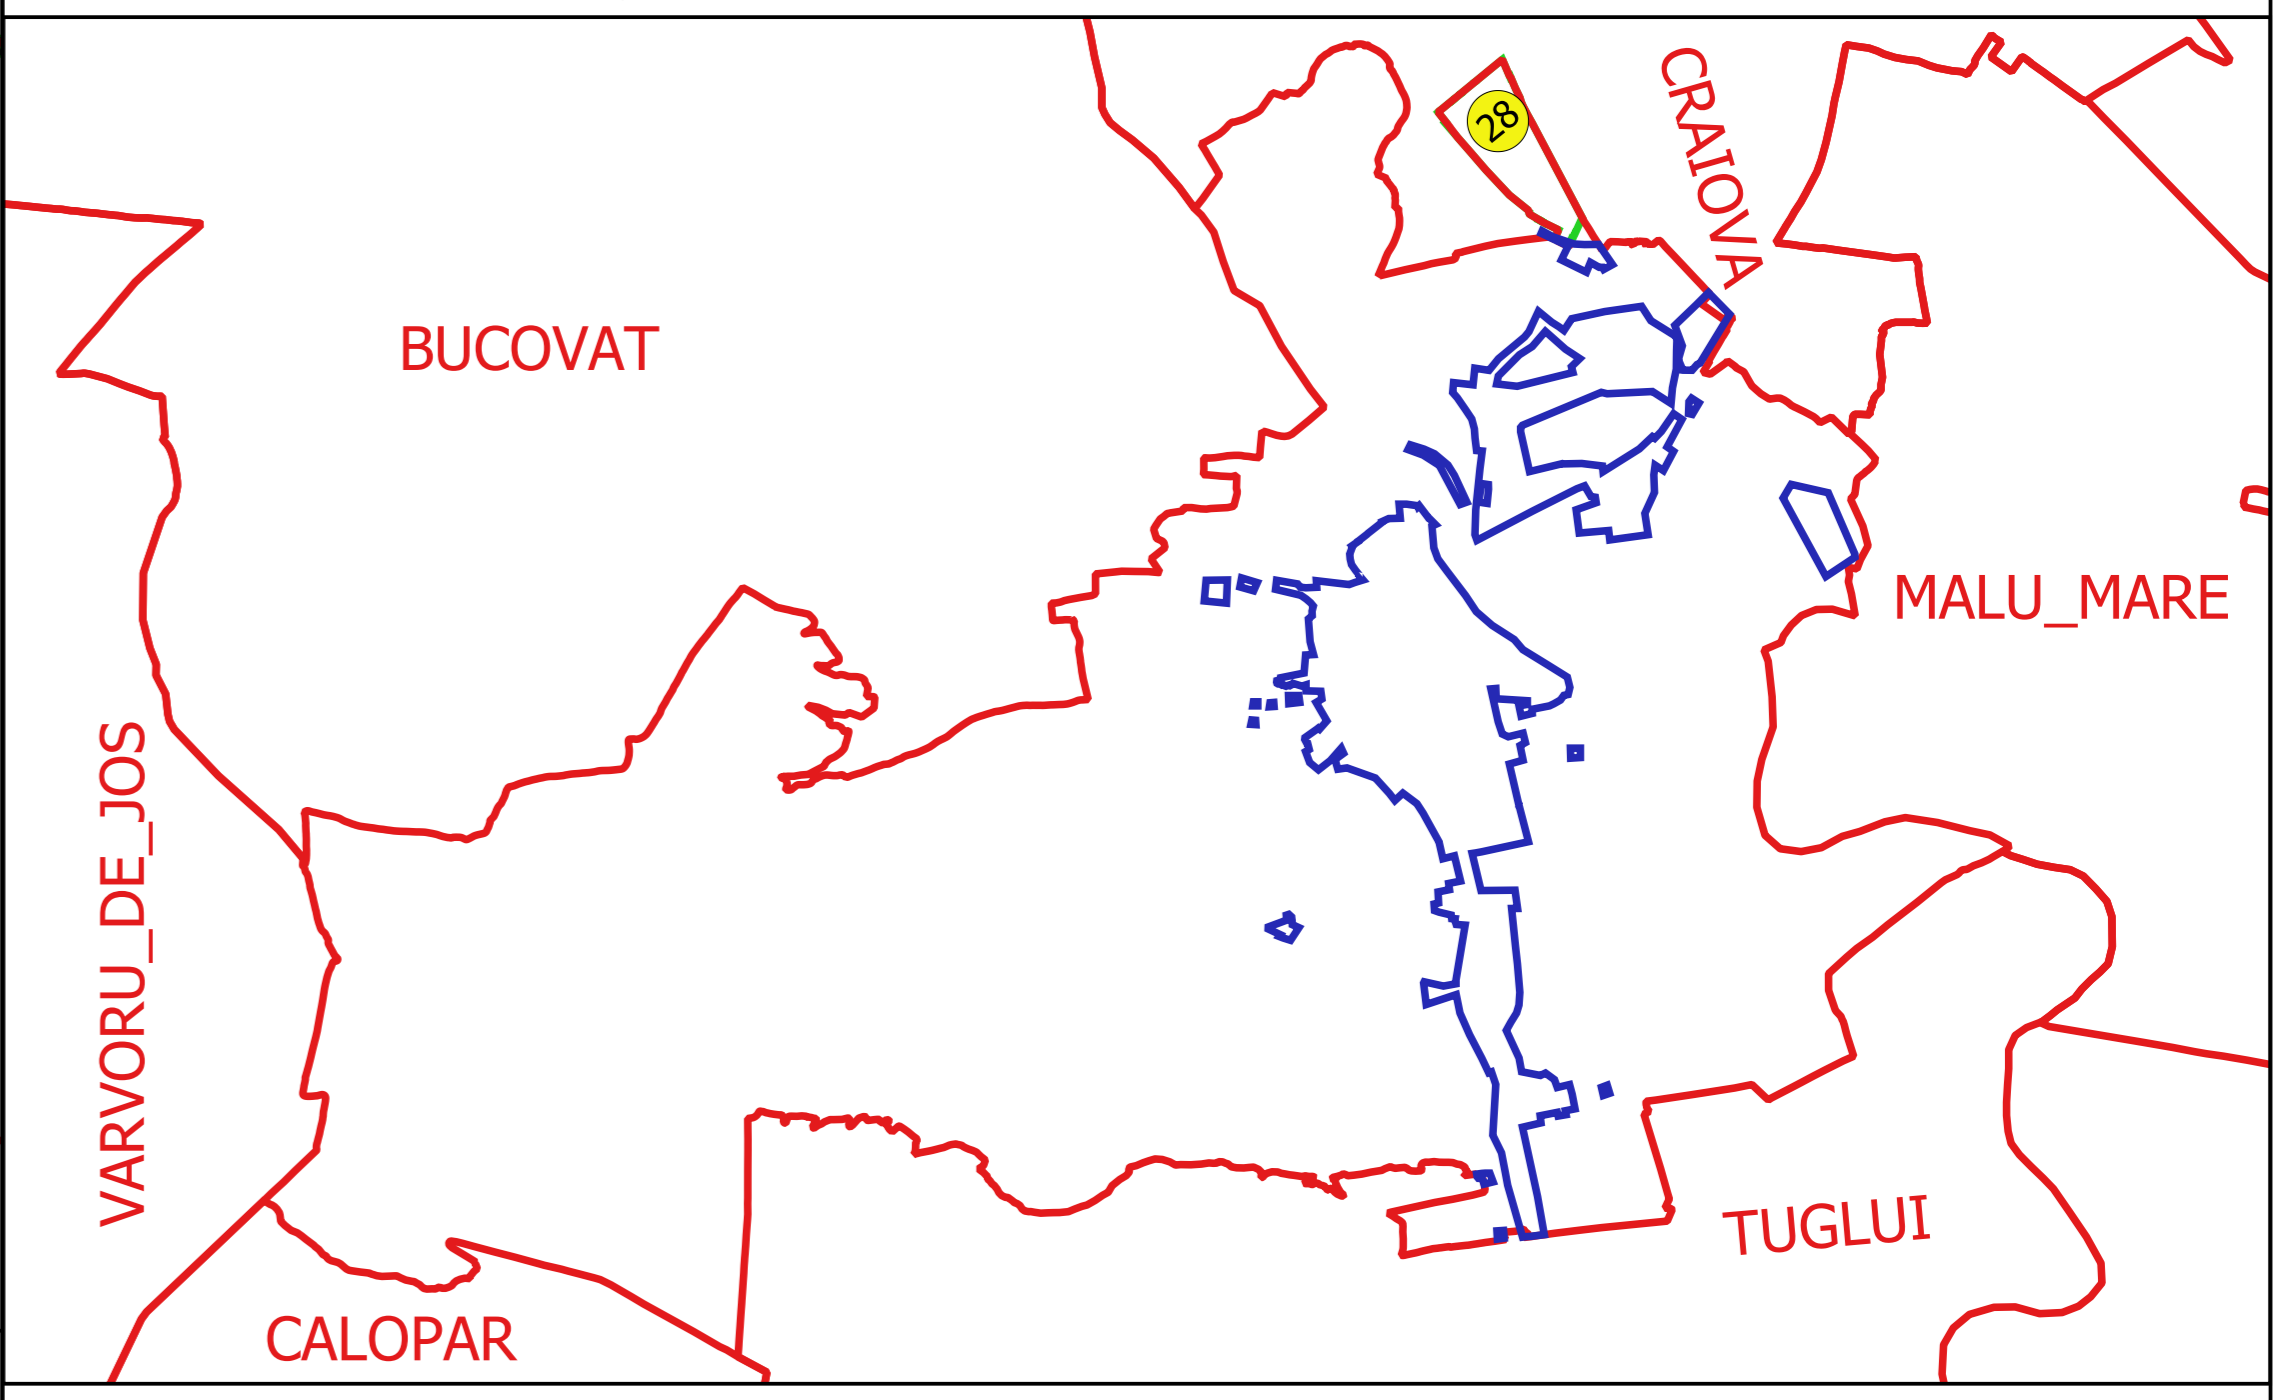 28
CRAIOVA
BUCOVAT
MALU_MARE
VARVORU_DE_JOS
TUGLUI
CALOPAR